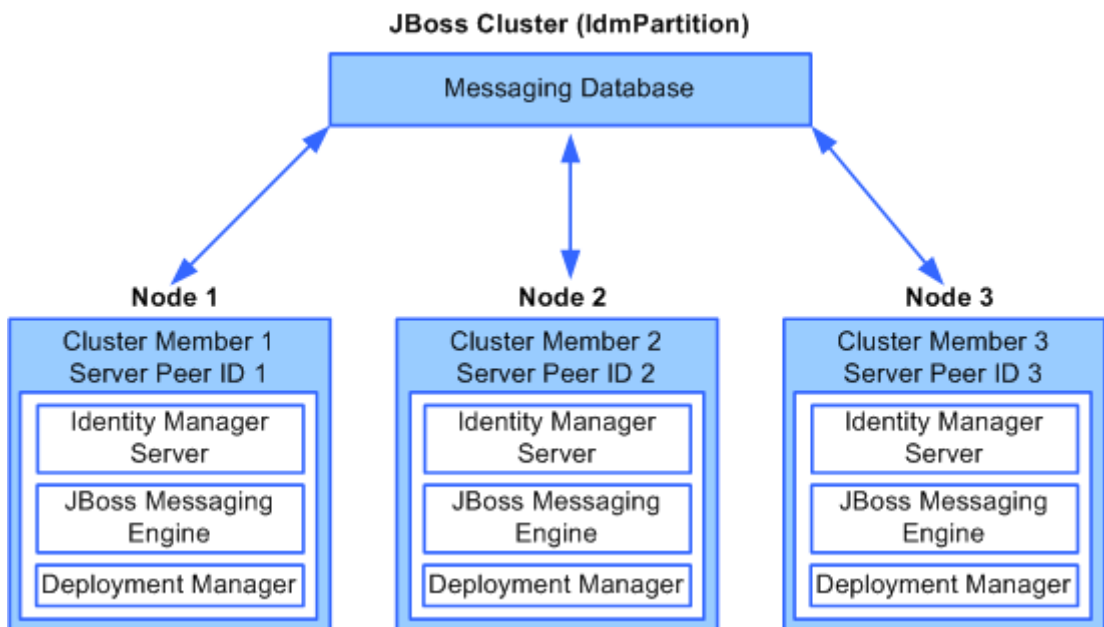 JBoss Cluster (IdmPartition)
Messaging Database
Node 1
Cluster Member 1
Server Peer ID 1
Identity Manager
Server
JBoss Messaging
Engine
Deployment Manager
Node 2
Cluster Member 2
Server Peer ID 2
Identity Manager
Server
JBoss Messaging
Engine
Deployment Manager
Node 3
Cluster Member 3
Server Peer ID 3
Identity Manager
Server
JBoss Messaging
Engine
Deployment Manager